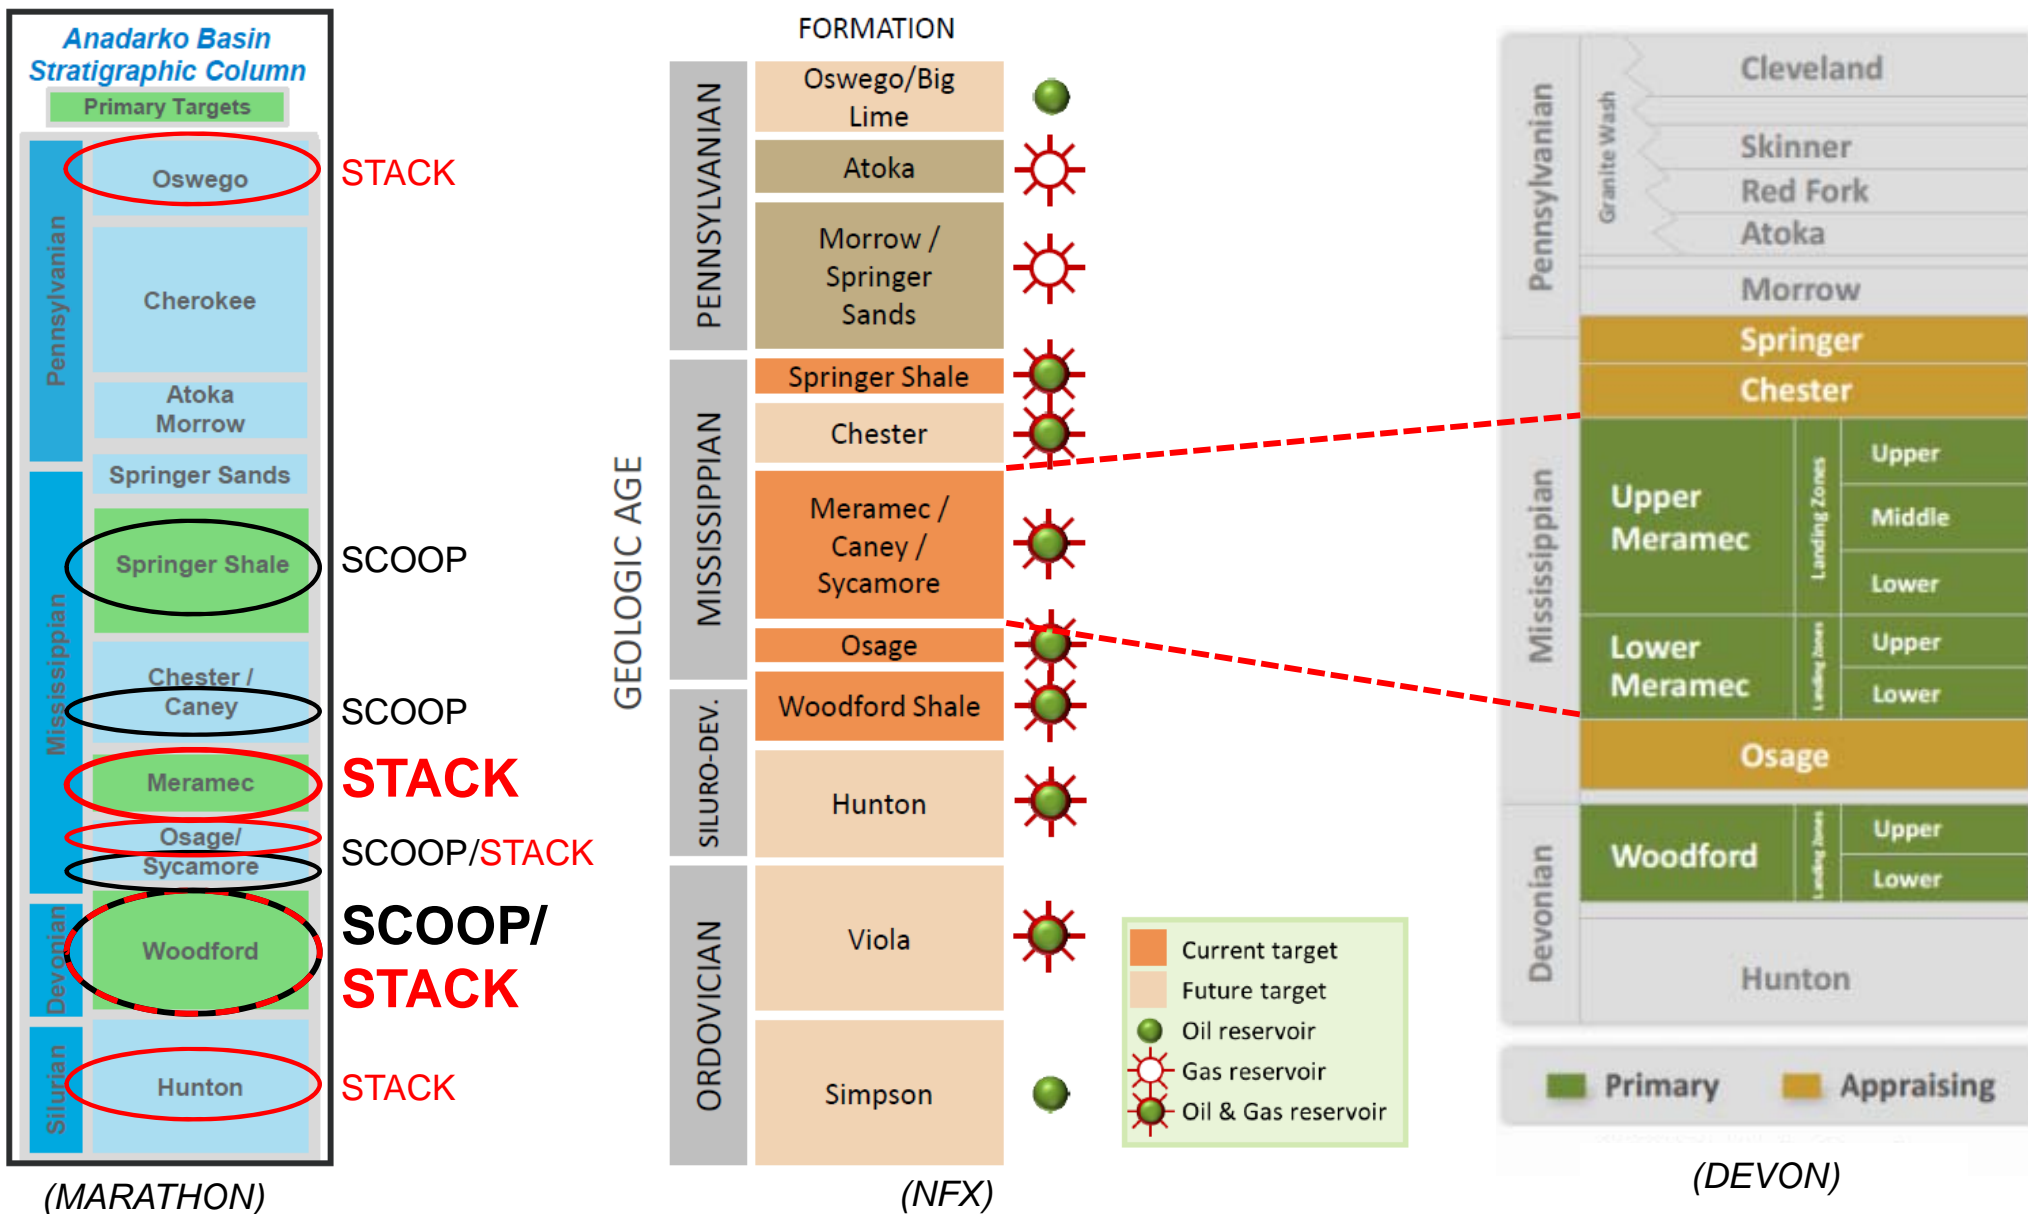 Anadarko Basin
Stratigraphic Column
Primary Targets
Pennsylvanian
Oswego
STACK
Cherokee
Atoka
Morrow
Springer Sands
Mississippian
Springer Shale
SCOOP
Chester /
Caney
SCOOP
Meramec
STACK
Osage/
Sycamore
SCOOP/STACK
Devonian
Woodford
SCOOP/
STACK
Silurian
Hunton
STACK
(MARATHON)
GEOLOGIC AGE
FORMATION
PENNSYLVANIAN
Oswego/Big
Lime
Atoka
Morrow /
Springer
Sands
MISSISSIPPIAN
Springer Shale
Chester
Meramec /
Caney /
Sycamore
Osage
SILURO-DEV.
Woodford Shale
Hunton
ORDOVICIAN
Viola
Simpson
(NFX)
Current target
Future target
Oil reservoir
Gas reservoir
Oil & Gas reservoir
Pennsylvanian
Granite Wash
Cleveland
Skinner
Red Fork
Atoka
Morrow
Mississippian
Springer
Chester
Upper
Meramec
Landing Zones
Upper
Middle
Lower
Lower
Meramec
Landing Zones
Upper
Lower
Osage
Devonian
Woodford
Landing Zones
Upper
Lower
Hunton
Primary
Appraising
(DEVON)